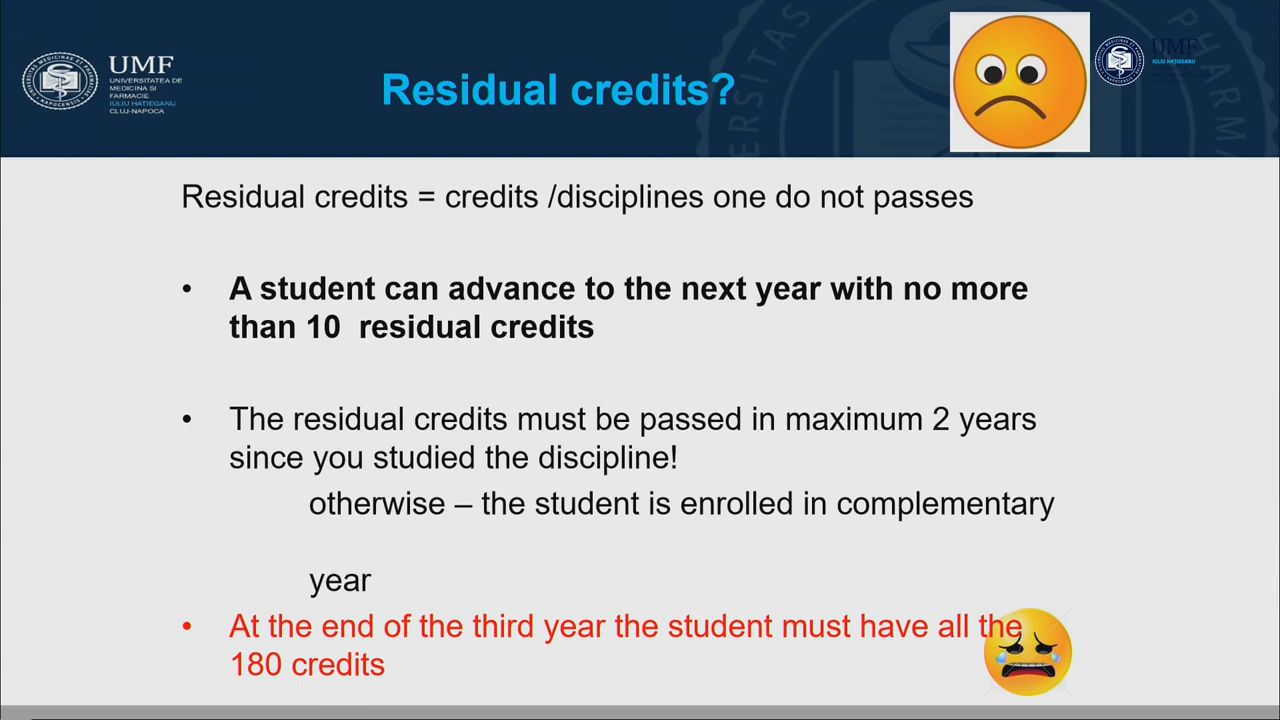 UMF
UNIVERSITATEA DE
MEDICINA SI
FARMACIE
IULIU HATIEGANU
CLUJ-NAPOCA
Residual credits?
UMF
IULIU HAȚIEGANU
Residual credits = credits /disciplines one do not passes
• A student can advance to the next year with no more
than 10 residual credits
• The residual credits must be passed in maximum 2 years
since you studied the discipline!
otherwise – the student is enrolled in complementary
year
• At the end of the third year the student must have all the
180 credits